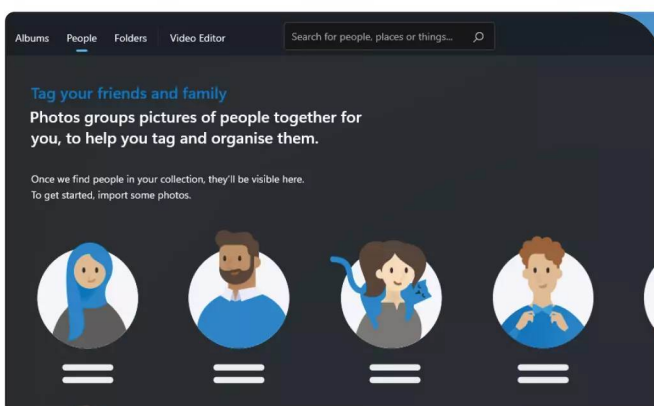 Albums People Folders Video Editor Search for people, places or things...
Tag your friends and family
Photos groups pictures of people together for
you, to help you tag and organise them.
Once we find people in your collection, they'll be visible here.
To get started, import some photos.